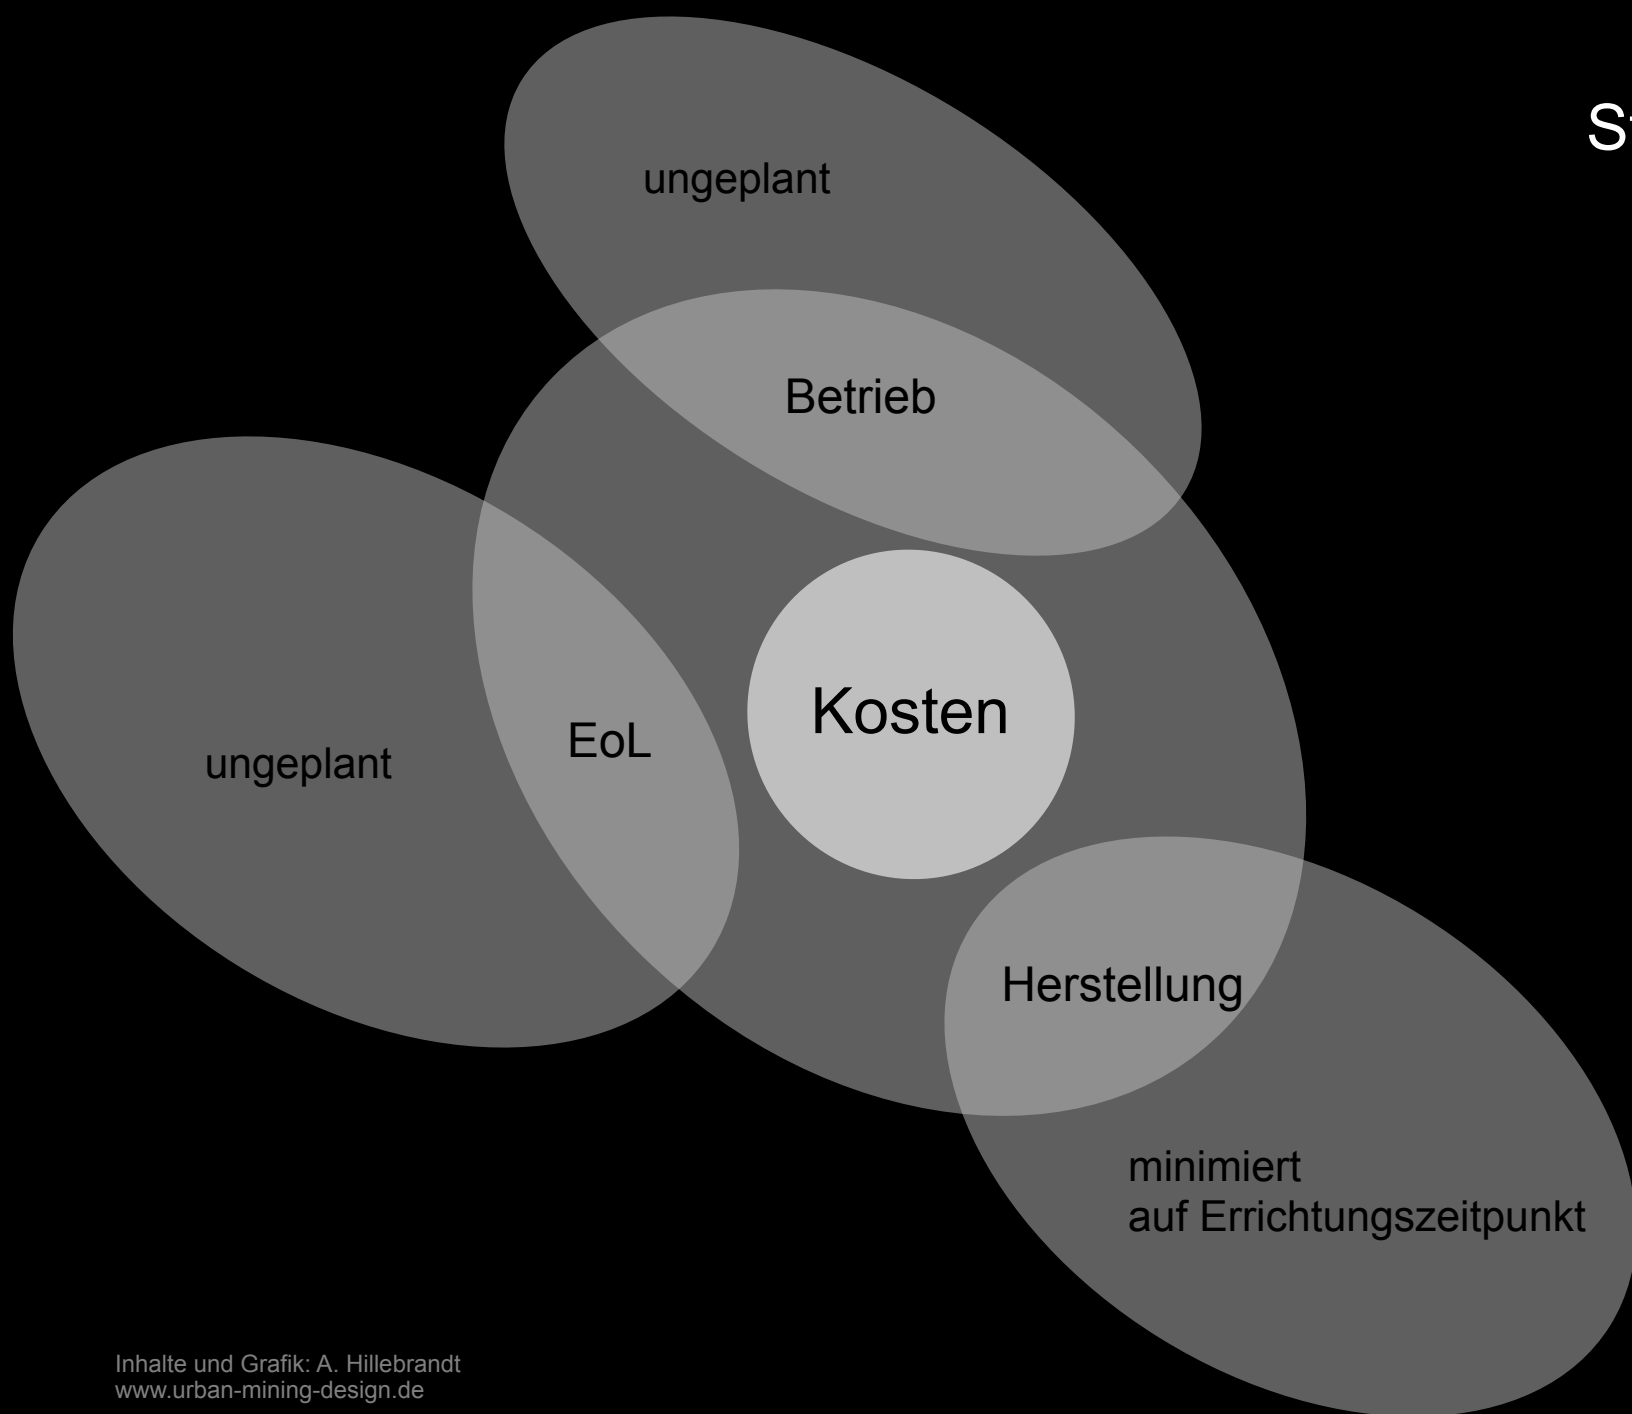 ungeplant
Betrieb
Kosten
EoL
ungeplant
Herstellung
minimiert
auf Errichtungszeitpunkt
Inhalte und Grafik: A. Hillebrandt
www.urban-mining-design.de